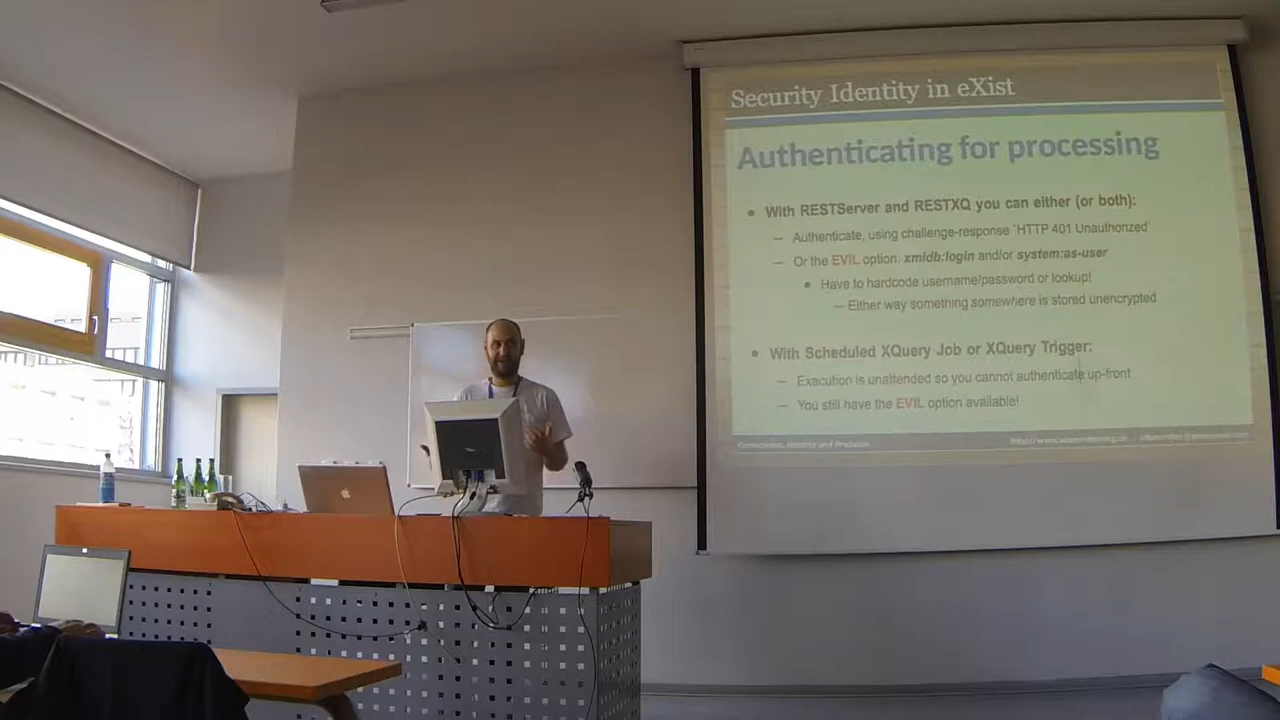 Security Identity in eXist
Authenticating for processing
• With RESTServer and RESTXQ you can either (or both):
– Authenticate, using challenge-response `HTTP 401 Unauthorized`
– Or the EVIL option. xmldb:login and/or system:as-user
• Have to hardcode username/password or lookup!
– Either way something somewhere is stored unencrypted
• With Scheduled XQuery Job or XQuery Trigger:
– Execution is unattended so you cannot authenticate up-front
– You still have the EVIL option available!